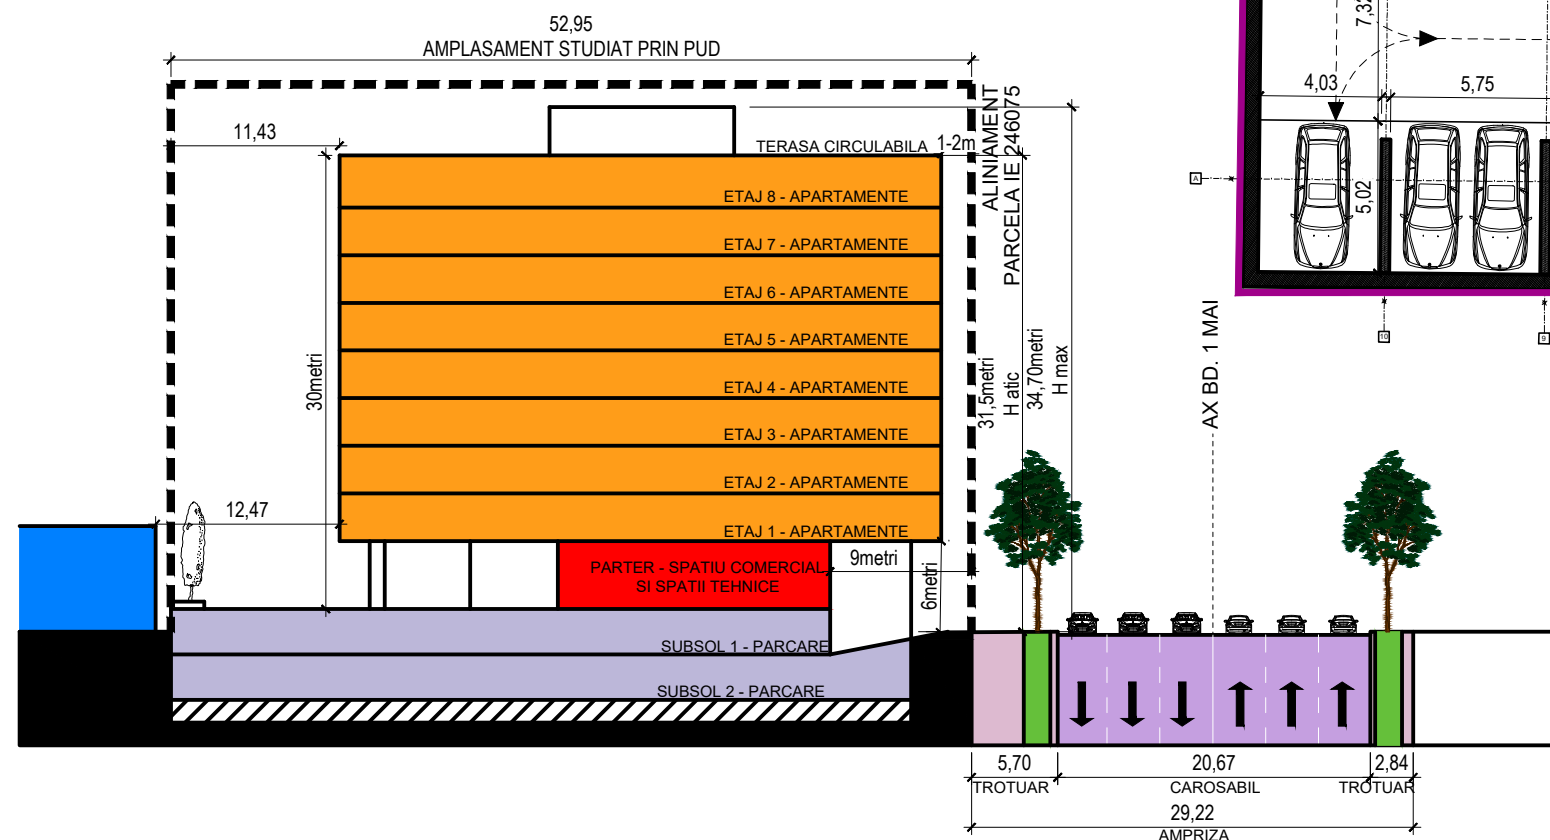 52,95
AMPLASAMENT STUDIAT PRIN PUD
11,43
TERASA CIRCULABILA
1-2m
ALINIAMENT
PARCELA IE 246075
ETAJ 8 - APARTAMENTE
ETAJ 7 - APARTAMENTE
ETAJ 6 - APARTAMENTE
ETAJ 5 - APARTAMENTE
ETAJ 4 - APARTAMENTE
ETAJ 3 - APARTAMENTE
ETAJ 2 - APARTAMENTE
ETAJ 1 - APARTAMENTE
30metri
12,47
31,5metri
H atic
34,70metri
H max
PARTER - SPATIU COMERCIAL
SI SPATII TEHNICE
9metri
6metri
SUBSOL 1 - PARCARE
SUBSOL 2 - PARCARE
AX BD. 1 MAI
7,32
4,03
5,75
5,02
A
10
9
5,70
TROTUAR
20,67
CAROSABIL
2,84
TROTUAR
29,22
AMPRIZA